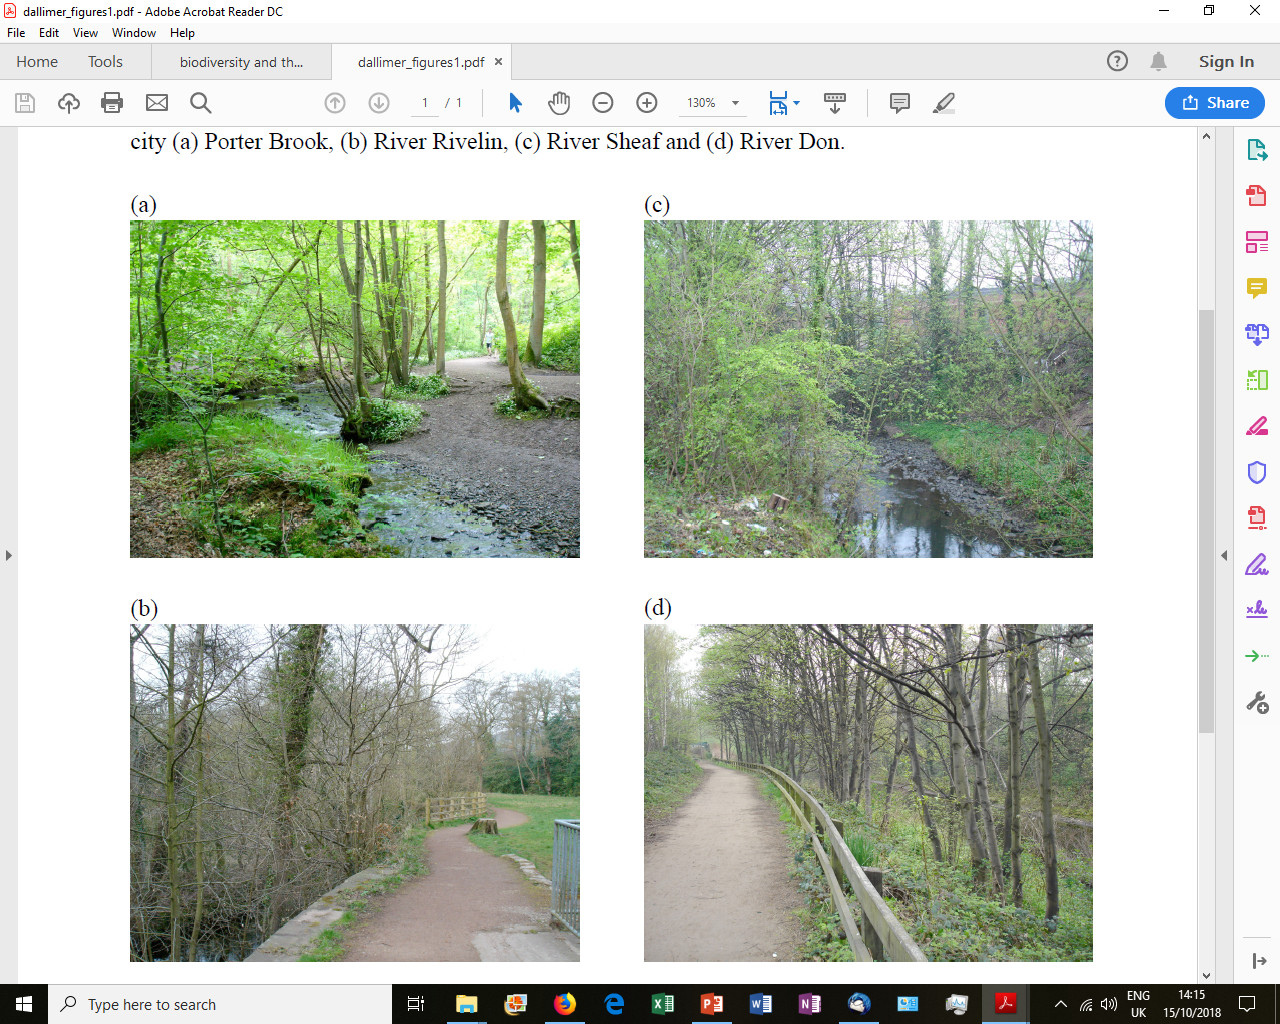 dallimer_figures1.pdf - Adobe Acrobat Reader DC
File Edit View Window Help
Home Tools biodiversity and th... dallimer_figures1.pdf × Sign In
1 / 1 130% Share
city (a) Porter Brook, (b) River Rivelin, (c) River Sheaf and (d) River Don.
(a) (c)
(b) (d)
Type here to search
ENG 14:15
UK 15/10/2018